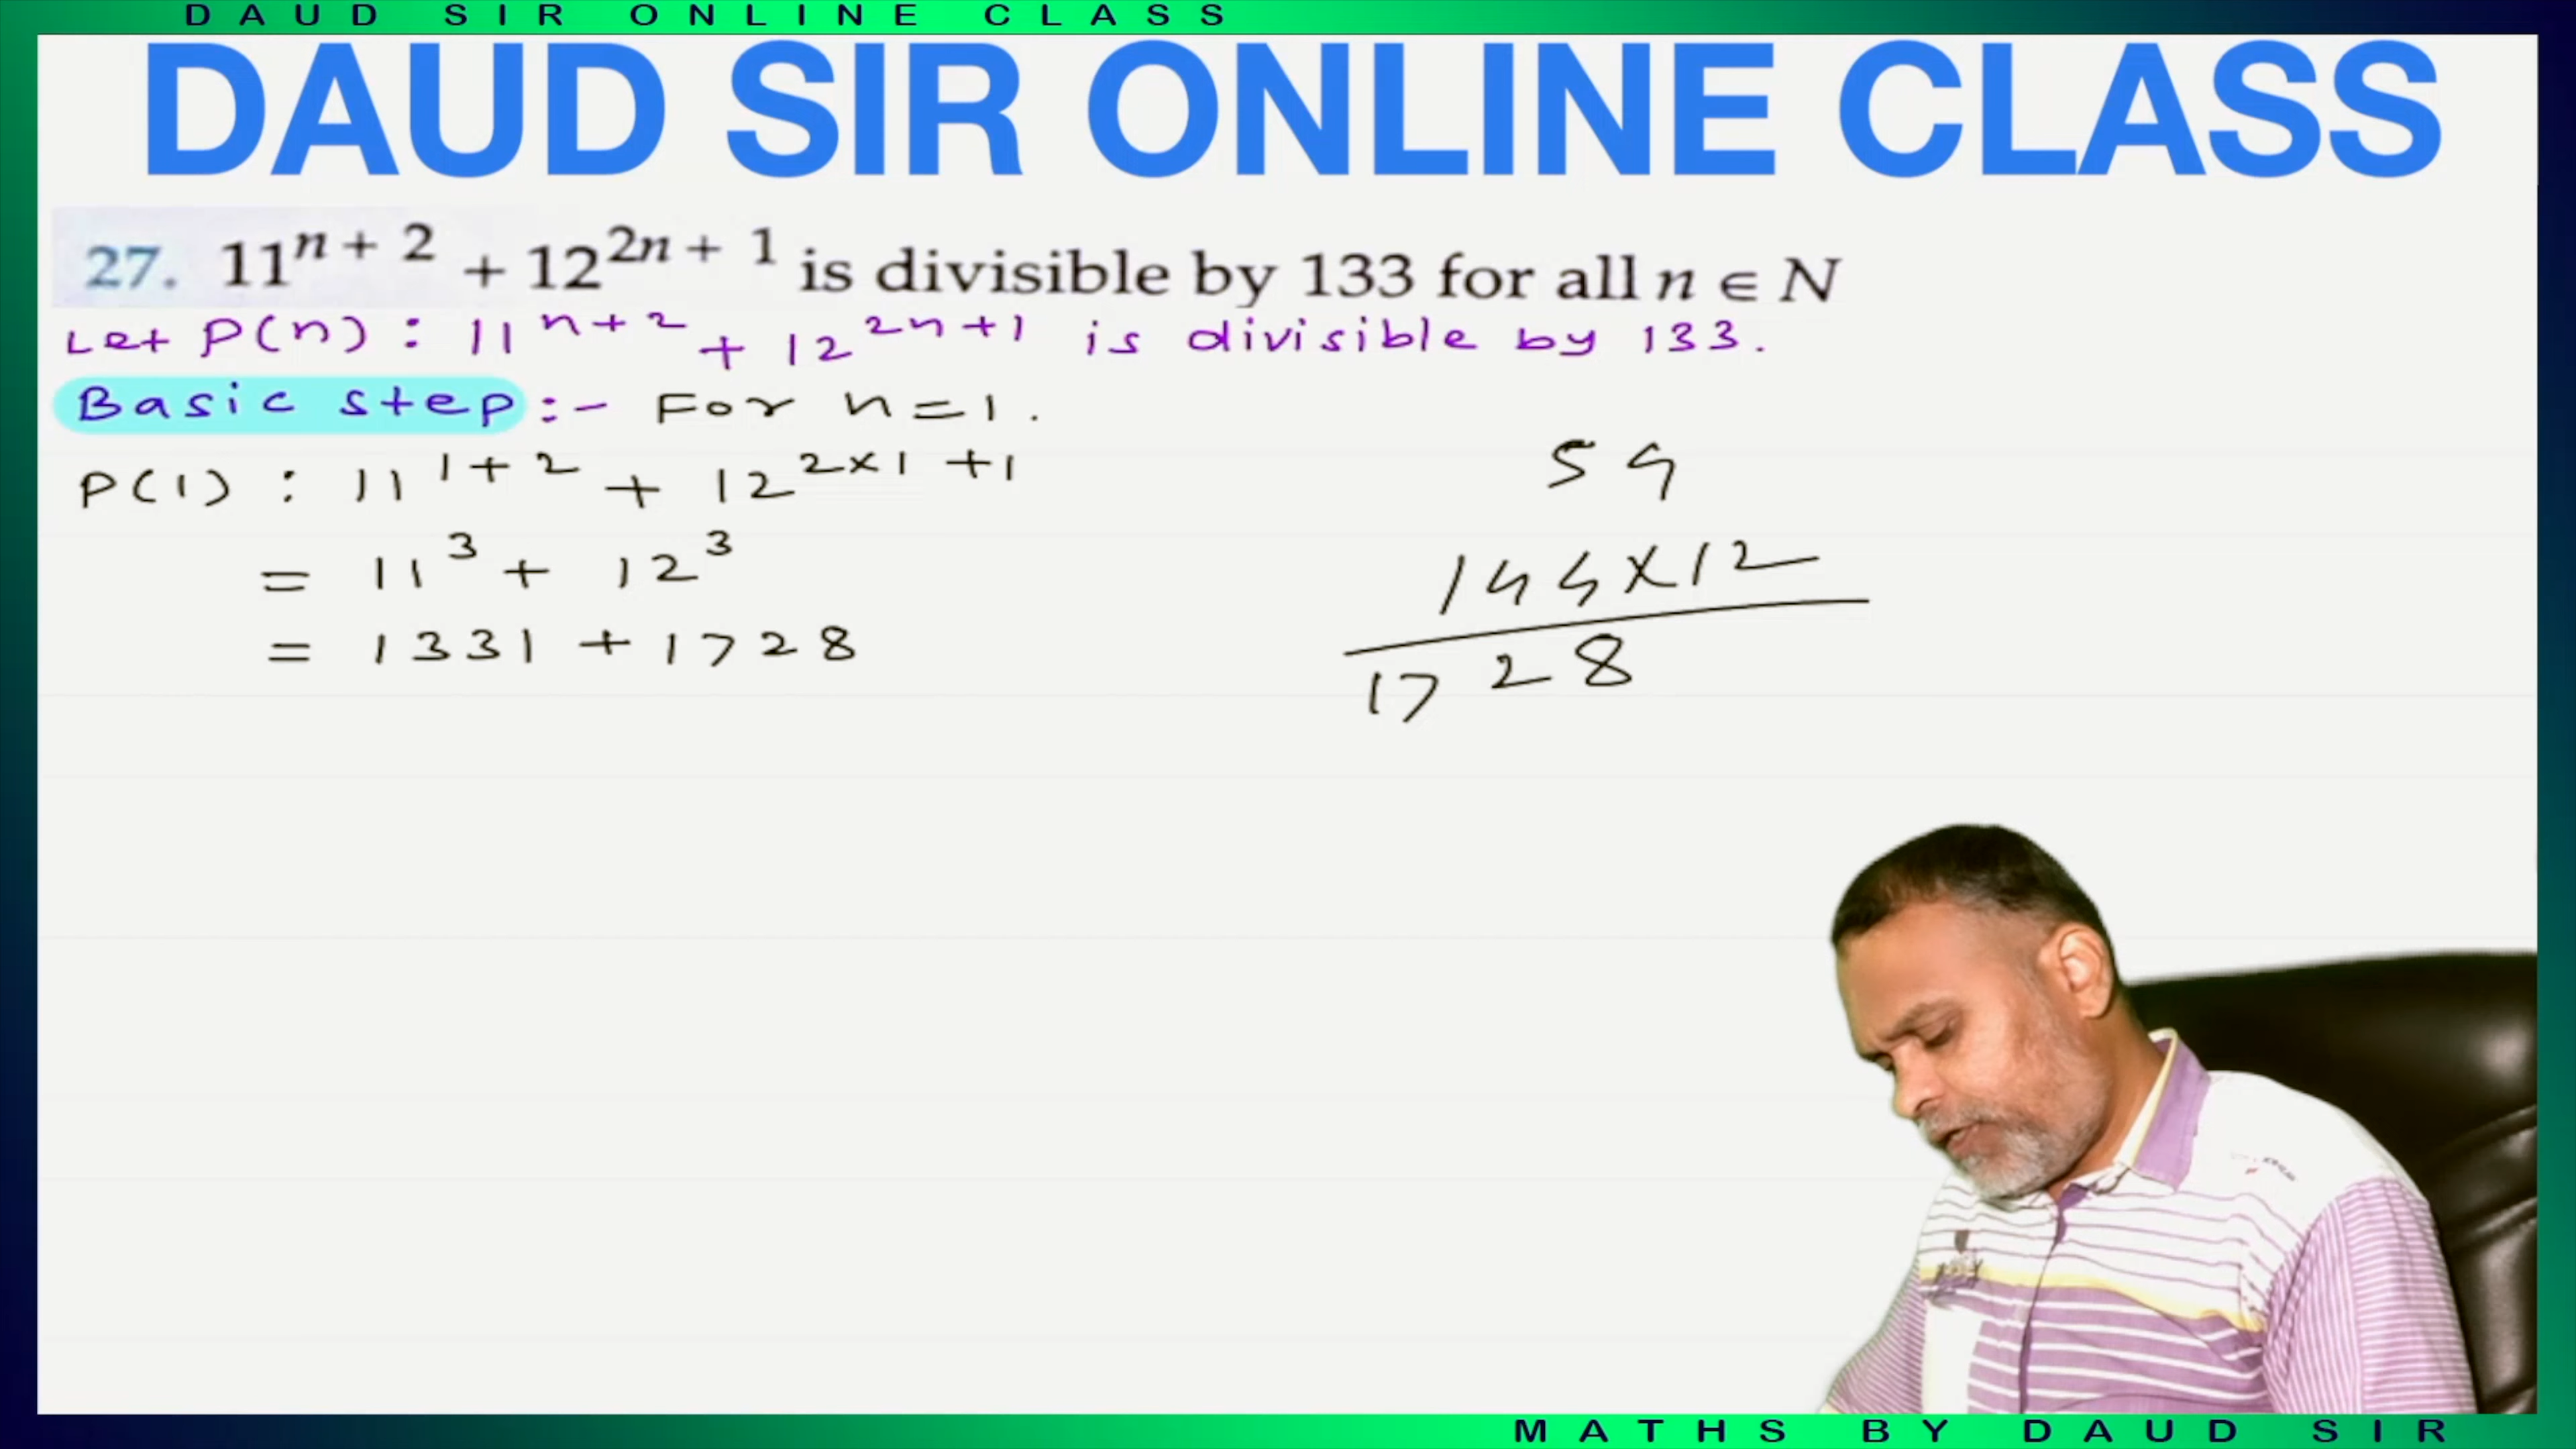 DAUD SIR ONLINE CLASS
DAUD SIR ONLINE CLASS
27. 11^{n + 2} + 12^{2n + 1} is divisible by 133 for all n ∈ N
Let P(n) : 11^{n+2} + 12^{2n+1} is divisible by 133.
Basic step :- For n=1.
P(1) : 11^{1+2} + 12^{2×1+1}
= 11^3 + 12^3
= 1331 + 1728
5 4
144×12
1728
MATHS BY DAUD SIR